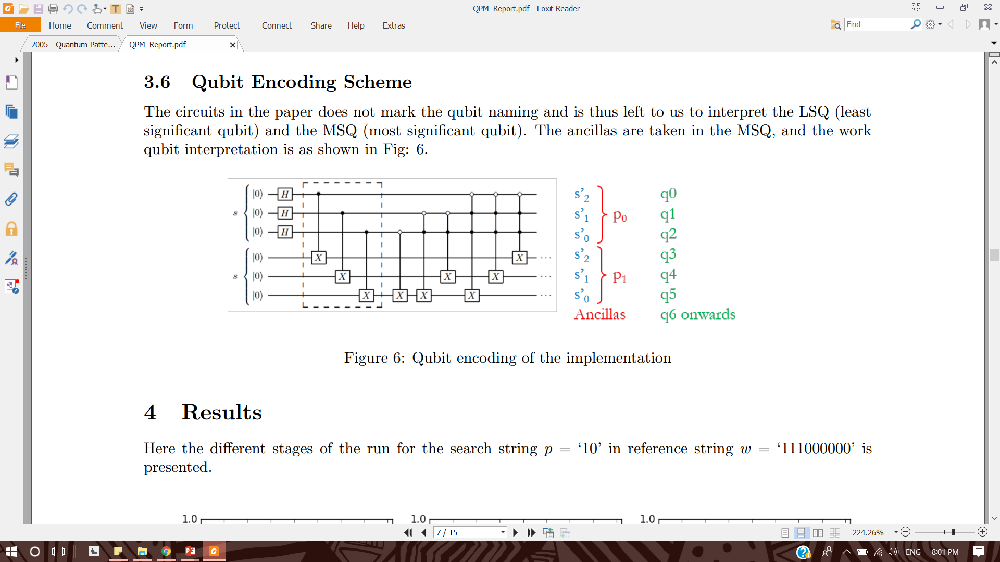 QPM_Report.pdf - Foxit Reader
File Home Comment View Form Protect Connect Share Help Extras Find
2005 - Quantum Patte... QPM_Report.pdf
3.6 Qubit Encoding Scheme
The circuits in the paper does not mark the qubit naming and is thus left to us to interpret the LSQ (least
significant qubit) and the MSQ (most significant qubit). The ancillas are taken in the MSQ, and the work
qubit interpretation is as shown in Fig: 6.
|0⟩ H s'2 q0
s |0⟩ H s'1 p0 q1
|0⟩ H s'0 q2
|0⟩ X X ··· s'2 q3
s |0⟩ X X X ··· s'1 p1 q4
|0⟩ X X X X ··· s'0 q5
Ancillas q6 onwards
Figure 6: Qubit encoding of the implementation
4 Results
Here the different stages of the run for the search string p = ‘10’ in reference string w = ‘111000000’ is
presented.
1.0 1.0 1.0
7 / 15 224.26%
ENG 8:01 PM